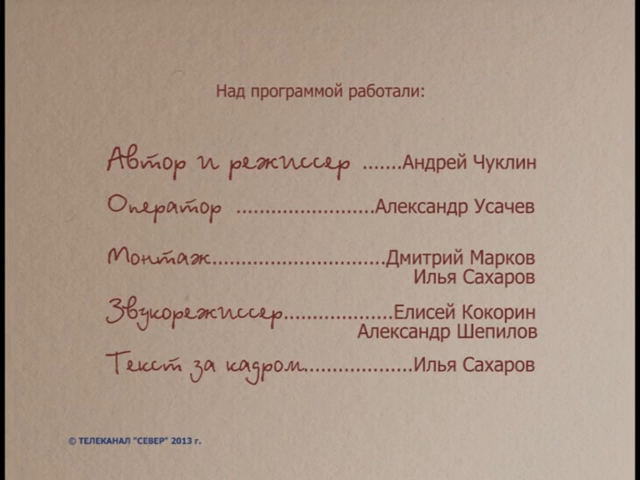 Над программой работали:
Автор и режиссер .......Андрей Чуклин
Оператор .........................Александр Усачев
Монтаж...............................Дмитрий Марков
Илья Сахаров
Звукорежиссер....................Елисей Кокорин
Александр Шепилов
Текст за кадром....................Илья Сахаров
© ТЕЛЕКАНАЛ "СЕВЕР" 2013 г.